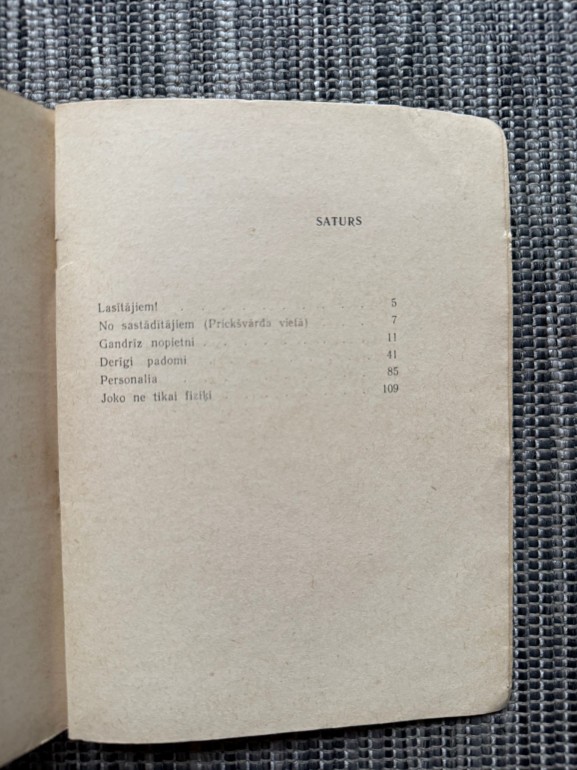 SATURS
Lasītājiem! . . . . . . . . . . 5
No sastādītājiem (Priekšvārda vietā) . . . . 7
Gandrīz nopietni . . . . . . . . . 11
Derīgi padomi . . . . . . . . . 41
Personalia . . . . . . . . . . 85
Joko ne tikai fiziķi . . . . . . . . 109